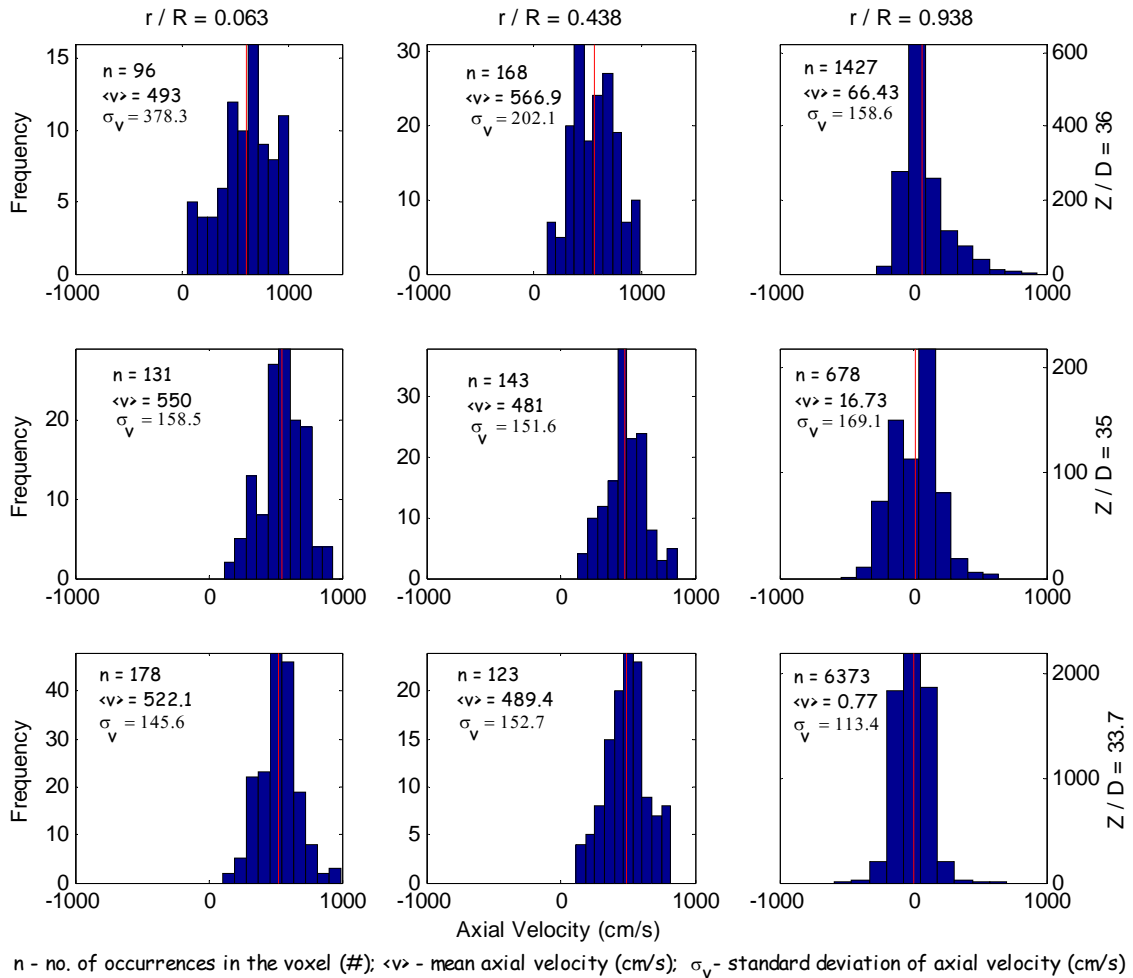 r / R = 0.063
r / R = 0.438
r / R = 0.938
Frequency
15
10
5
0
-1000
0
1000
n = 96
<v> = 493
σv = 378.3
30
20
10
0
-1000
0
1000
n = 168
<v> = 566.9
σv = 202.1
600
400
200
0
-1000
0
1000
n = 1427
<v> = 66.43
σv = 158.6
Z / D = 36
20
10
0
-1000
0
1000
n = 131
<v> = 550
σv = 158.5
30
20
10
0
-1000
0
1000
n = 143
<v> = 481
σv = 151.6
200
100
0
-1000
0
1000
n = 678
<v> = 16.73
σv = 169.1
Z / D = 35
Frequency
40
30
20
10
0
-1000
0
1000
n = 178
<v> = 522.1
σv = 145.6
20
15
10
5
0
-1000
0
1000
n = 123
<v> = 489.4
σv = 152.7
2000
1000
0
-1000
0
1000
n = 6373
<v> = 0.77
σv = 113.4
Z / D = 33.7
Axial Velocity (cm/s)
n - no. of occurrences in the voxel (#); <v> - mean axial velocity (cm/s); σv- standard deviation of axial velocity (cm/s)